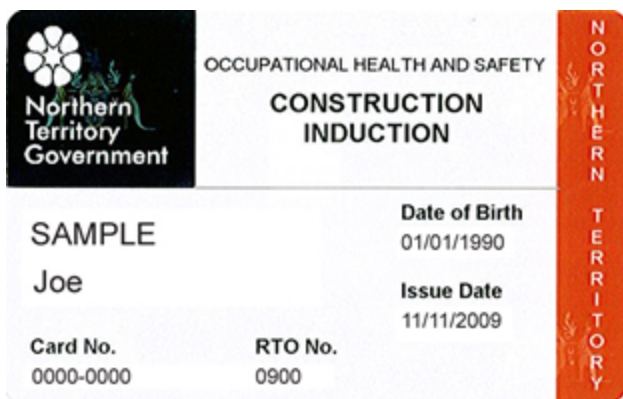 Northern
Territory
Government
OCCUPATIONAL HEALTH AND SAFETY
CONSTRUCTION
INDUCTION
SAMPLE
Joe
Date of Birth
01/01/1990
Issue Date
11/11/2009
Card No.
0000-0000
RTO No.
0900
NORTHERN TERRITORY